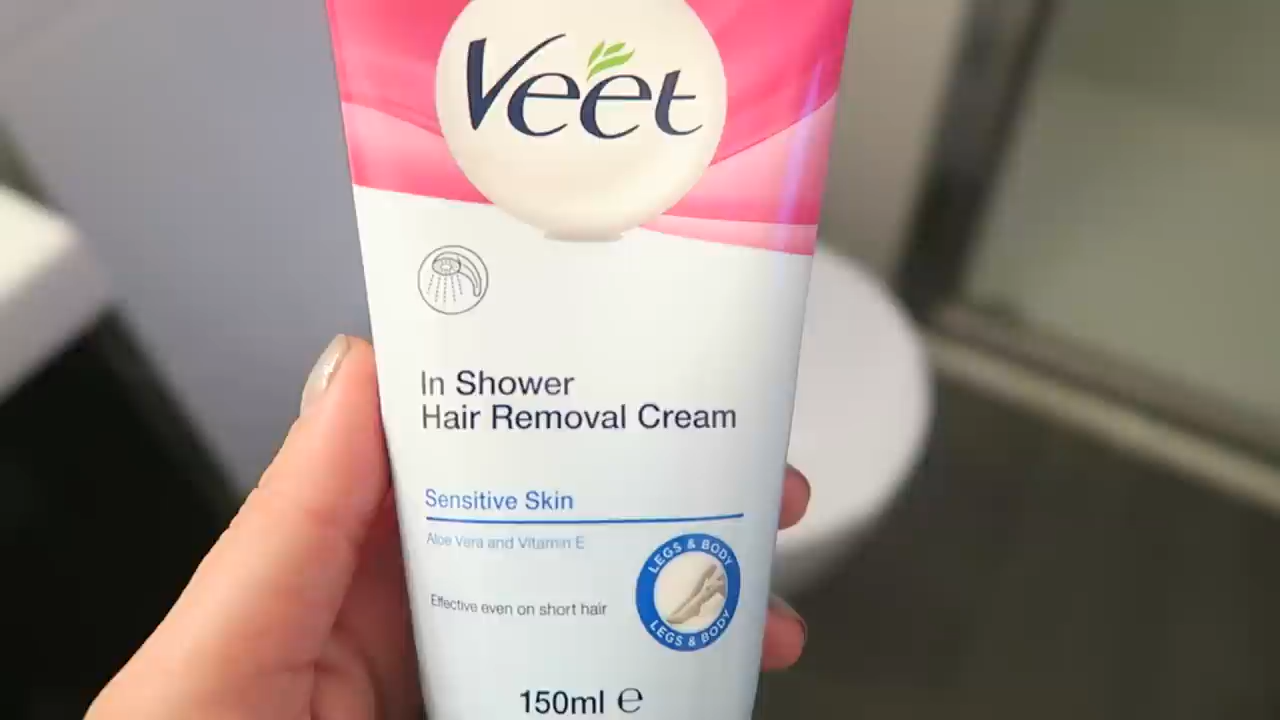 Veet
In Shower
Hair Removal Cream
Sensitive Skin
Aloe Vera and Vitamin E
LEGS & BODY
LEGS & BODY
Effective even on short hair
150ml ℮